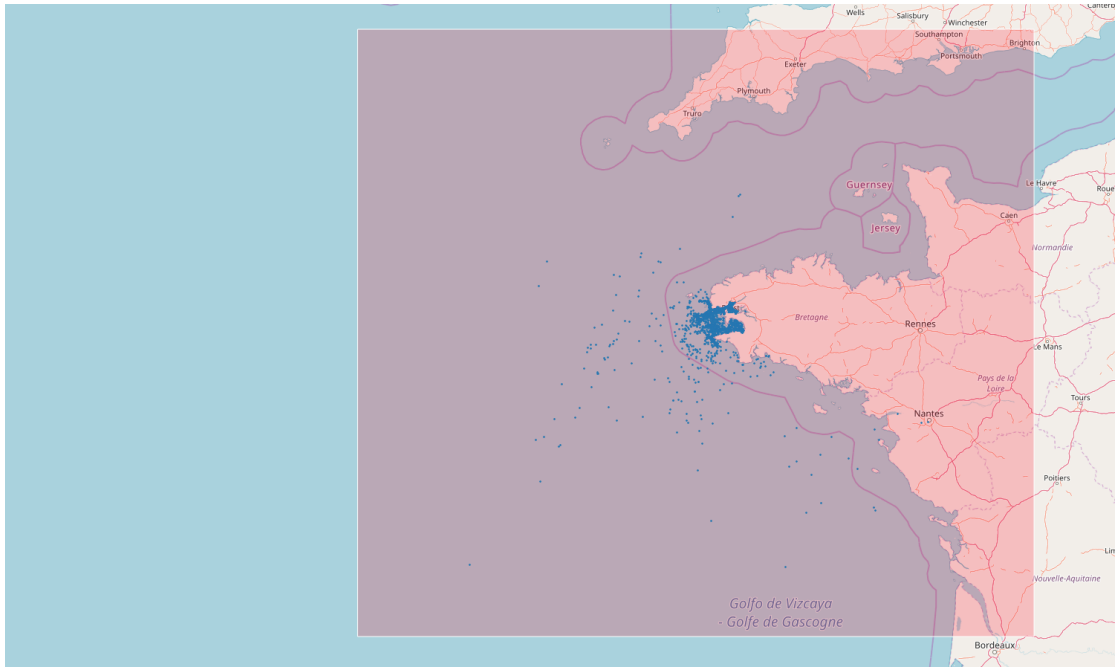 Wells
Salisbury
Winchester
Southampton
Brighton
Portsmouth
Exeter
Plymouth
Truro
Guernsey
Jersey
Le Havre
Caen
Normandie
Bretagne
Rennes
Le Mans
Pays de la
Loire
Tours
Nantes
Poitiers
Nouvelle-Aquitaine
Golfo de Vizcaya
- Golfe de Gascogne
Bordeaux